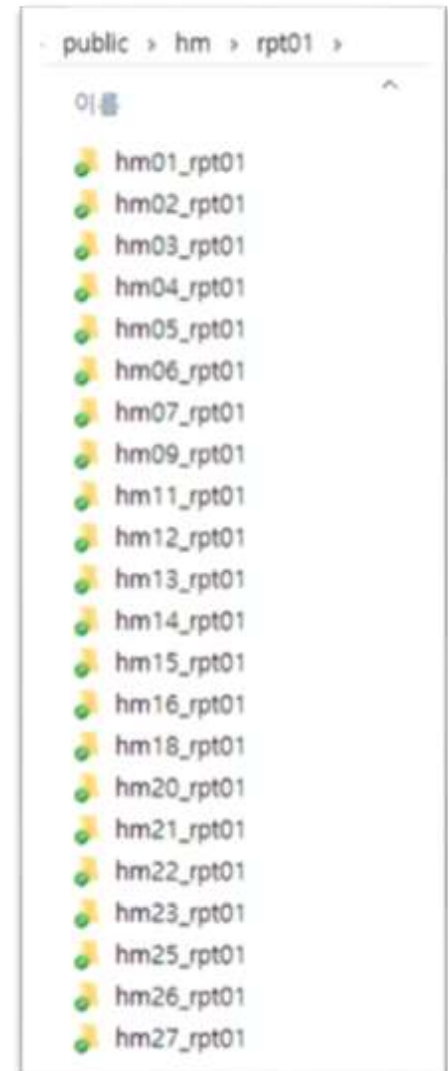 public > hm > rpt01 >
이름
hm01_rpt01
hm02_rpt01
hm03_rpt01
hm04_rpt01
hm05_rpt01
hm06_rpt01
hm07_rpt01
hm09_rpt01
hm11_rpt01
hm12_rpt01
hm13_rpt01
hm14_rpt01
hm15_rpt01
hm16_rpt01
hm18_rpt01
hm20_rpt01
hm21_rpt01
hm22_rpt01
hm23_rpt01
hm25_rpt01
hm26_rpt01
hm27_rpt01